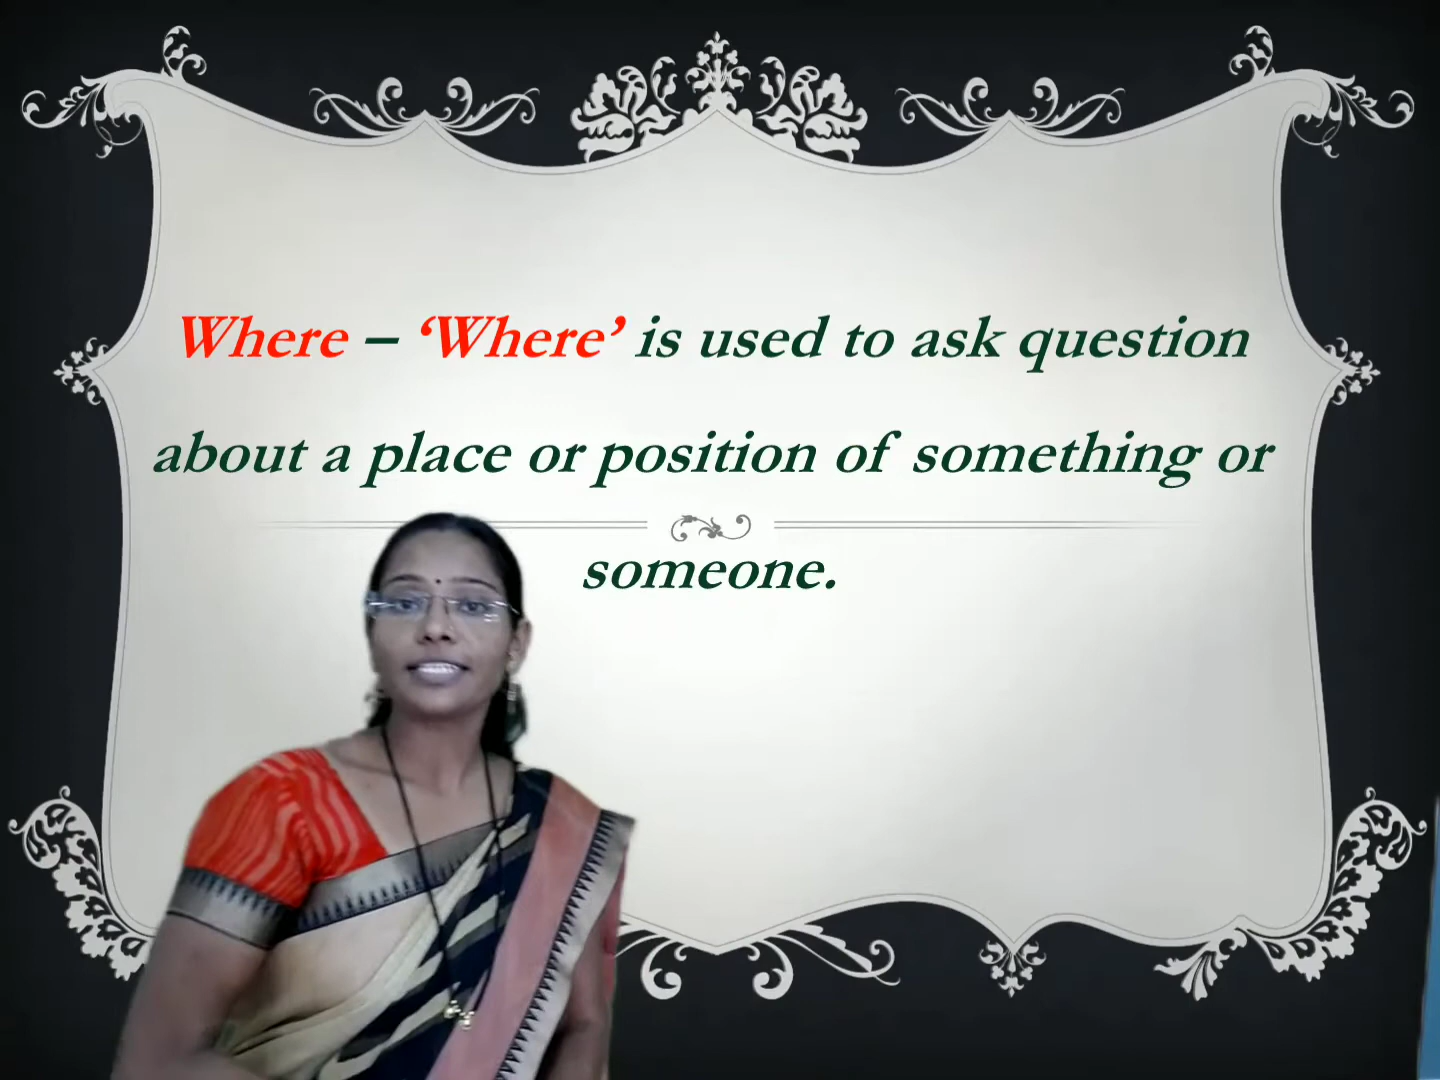 Where – ‘Where’ is used to ask question
about a place or position of something or
someone.